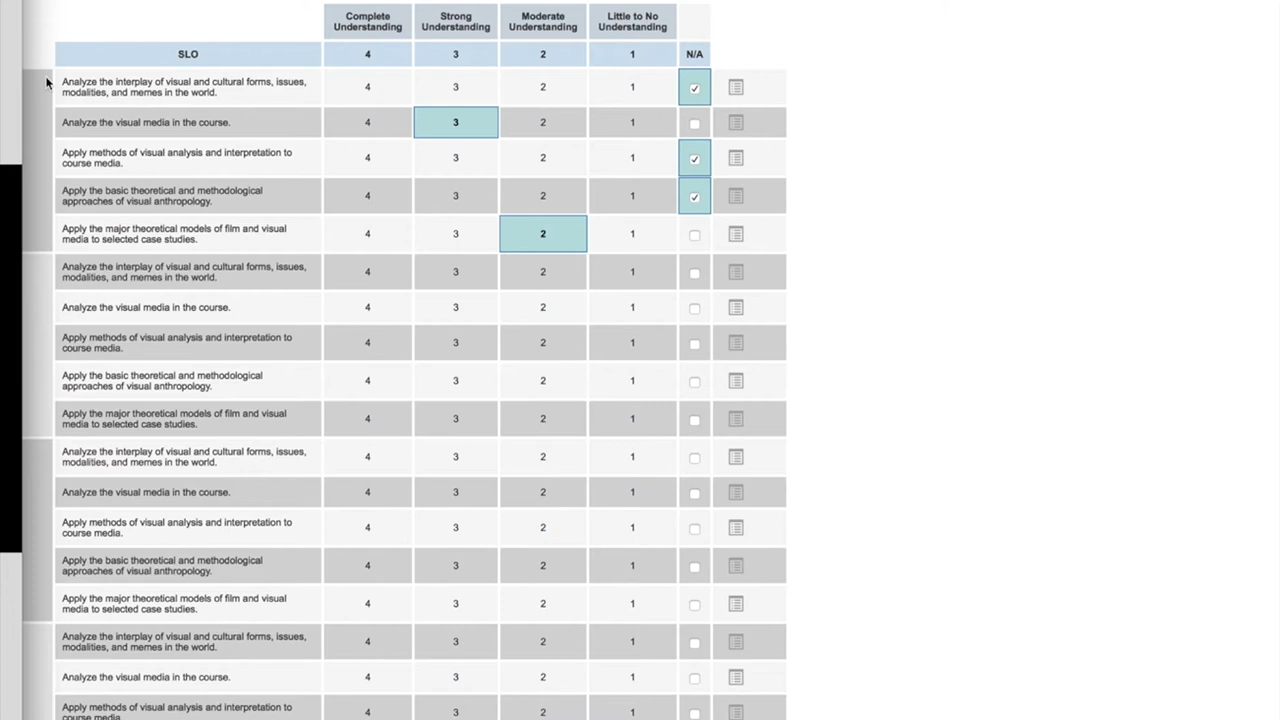 Complete Understanding Strong Understanding Moderate Understanding Little to No Understanding
SLO 4 3 2 1 N/A
Analyze the interplay of visual and cultural forms, issues,
modalities, and memes in the world. 4 3 2 1
Analyze the visual media in the course. 4 3 2 1
Apply methods of visual analysis and interpretation to
course media. 4 3 2 1
Apply the basic theoretical and methodological
approaches of visual anthropology. 4 3 2 1
Apply the major theoretical models of film and visual
media to selected case studies. 4 3 2 1
Analyze the interplay of visual and cultural forms, issues,
modalities, and memes in the world. 4 3 2 1
Analyze the visual media in the course. 4 3 2 1
Apply methods of visual analysis and interpretation to
course media. 4 3 2 1
Apply the basic theoretical and methodological
approaches of visual anthropology. 4 3 2 1
Apply the major theoretical models of film and visual
media to selected case studies. 4 3 2 1
Analyze the interplay of visual and cultural forms, issues,
modalities, and memes in the world. 4 3 2 1
Analyze the visual media in the course. 4 3 2 1
Apply methods of visual analysis and interpretation to
course media. 4 3 2 1
Apply the basic theoretical and methodological
approaches of visual anthropology. 4 3 2 1
Apply the major theoretical models of film and visual
media to selected case studies. 4 3 2 1
Analyze the interplay of visual and cultural forms, issues,
modalities, and memes in the world. 4 3 2 1
Analyze the visual media in the course. 4 3 2 1
Apply methods of visual analysis and interpretation to
course media. 4 3 2 1